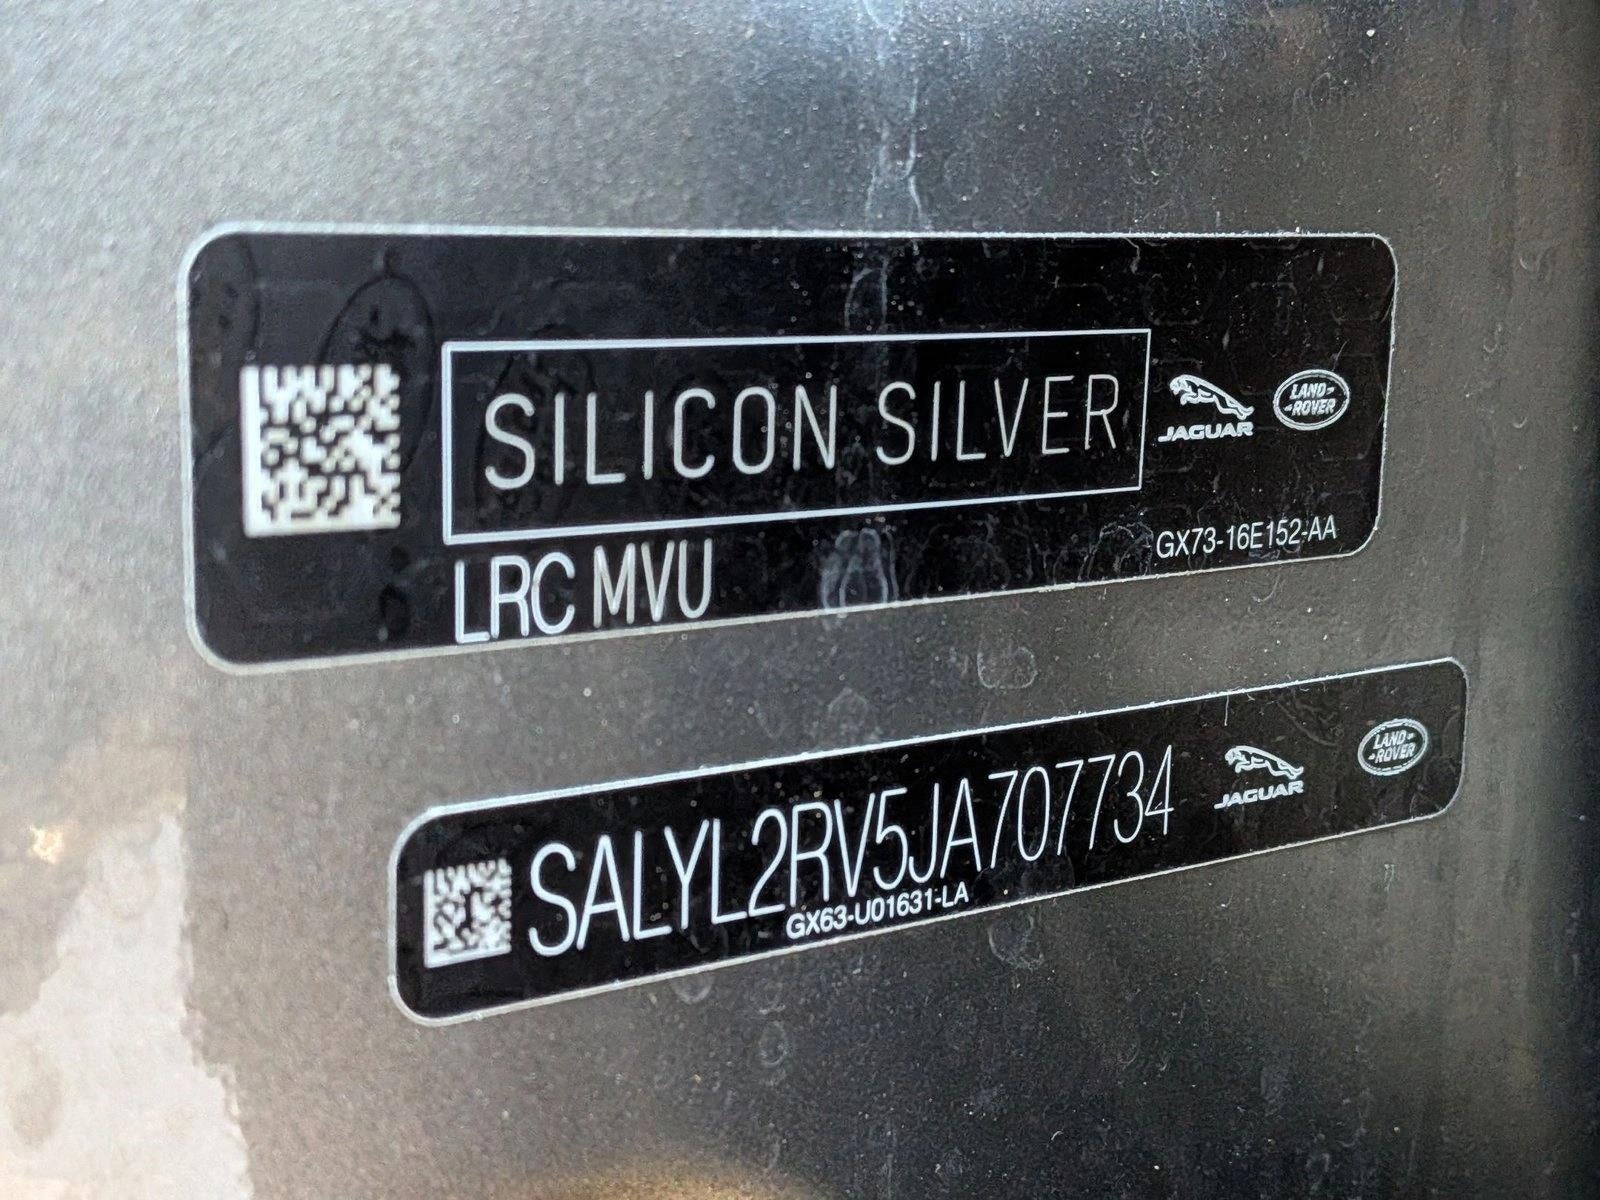 SILICON SILVER
JAGUAR
LAND-
-ROVER
GX73-16E152-AA
LRC MVU
SALYL2RV5JA707734
GX63-U01631-LA
JAGUAR
LAND-
-ROVER